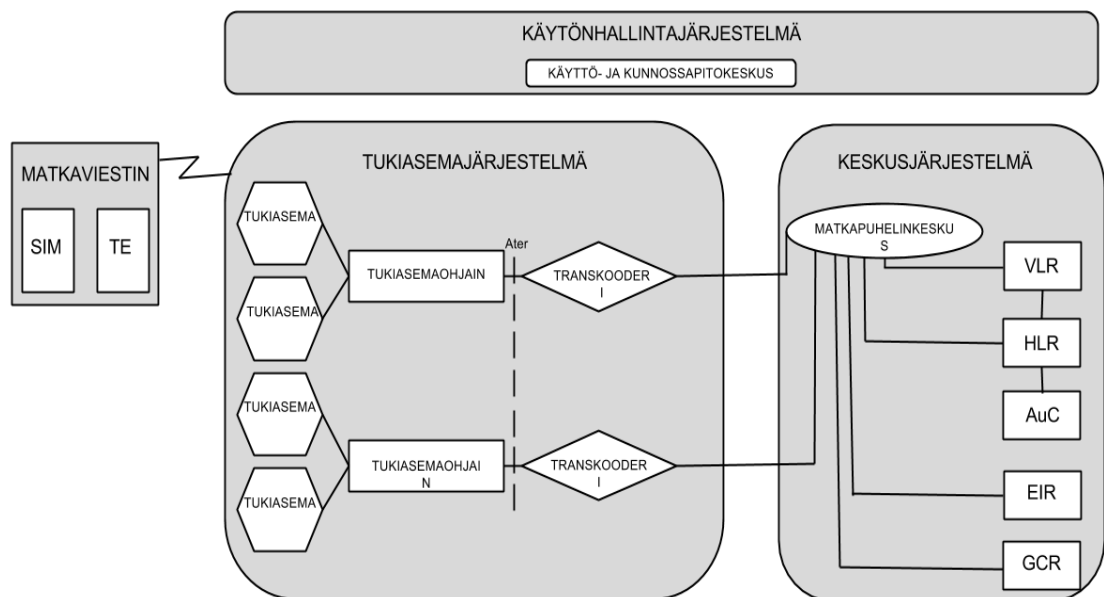 KÄYTÖNHALLINTAJÄRJESTELMÄ
KÄYTTÖ- JA KUNNOSSAPITOKESKUS
MATKAVIESTIN
SIM
TE
TUKIASEMAJÄRJESTELMÄ
TUKIASEMA
TUKIASEMA
TUKIASEMA
TUKIASEMA
TUKIASEMAOHJAIN
TUKIASEMAOHJAI
N
Ater
TRANSKOODER
I
TRANSKOODER
I
KESKUSJÄRJESTELMÄ
MATKAPUHELINKESKU
S
VLR
HLR
AuC
EIR
GCR